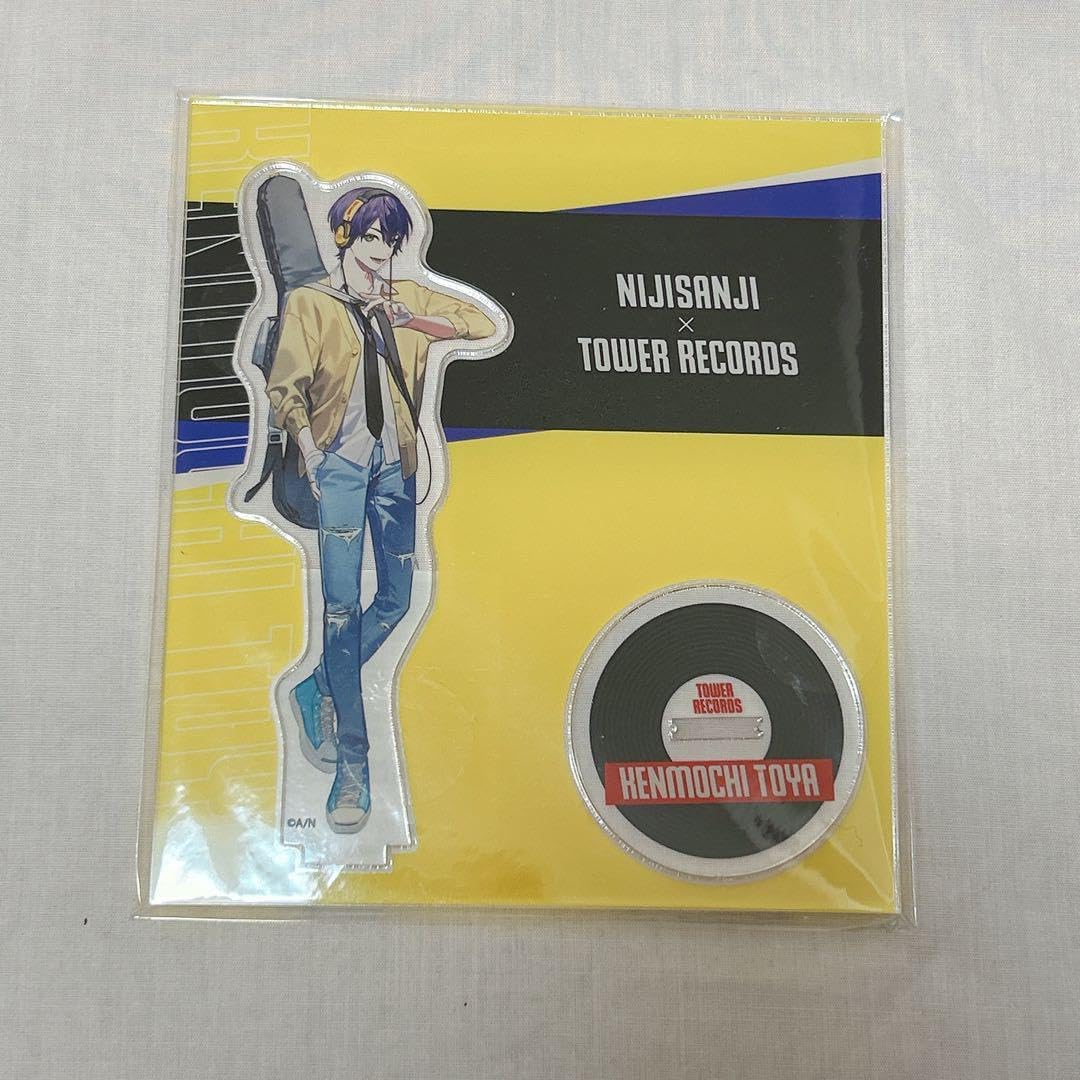 NIJISANJI
×
TOWER RECORDS
TOWER
RECORDS
KENMOCHI TOYA
©A/N